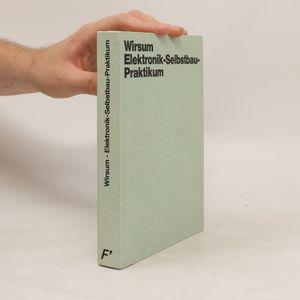 Wirsum
Elektronik-Selbstbau-
Praktikum
Wirsum - Elektronik-Selbstbau-Praktikum
F'